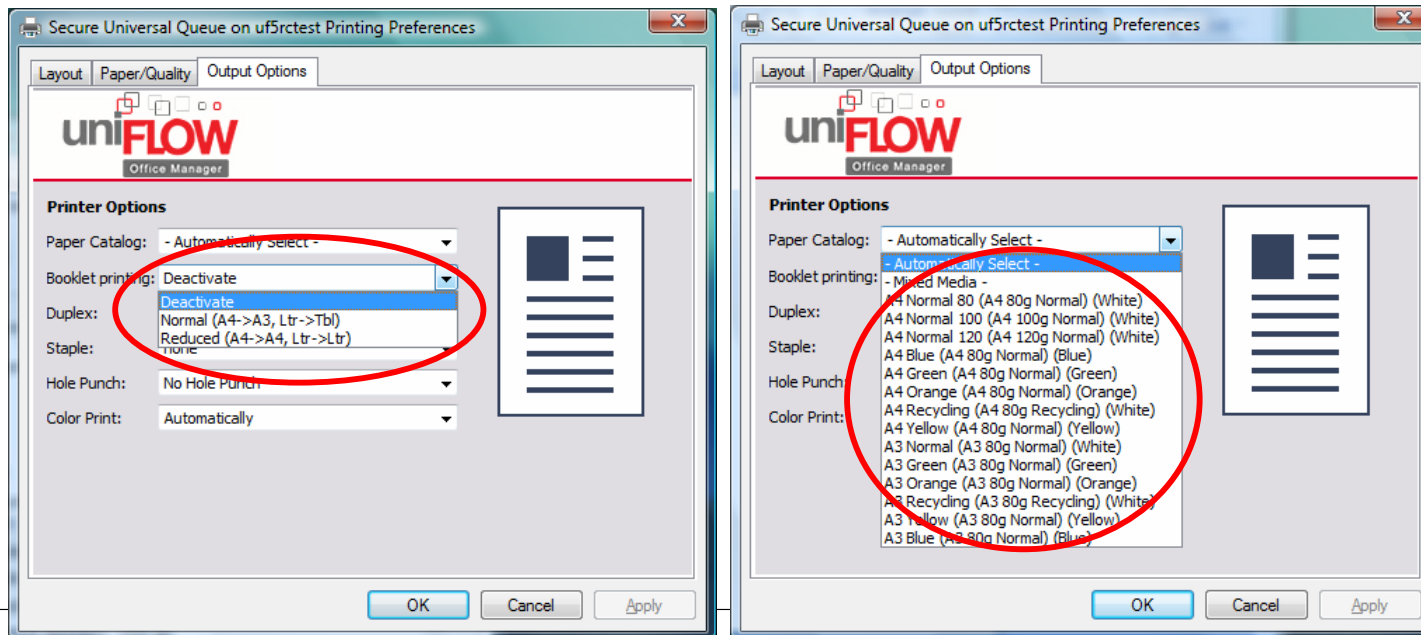 Secure Universal Queue on uf5rctest Printing Preferences
Layout
Paper/Quality
Output Options
uniFLOW
Office Manager
Printer Options
Paper Catalog: - Automatically Select -
Booklet printing: Deactivate
Deactivate
Normal (A4->A3, Ltr->Tbl)
Reduced (A4->A4, Ltr->Ltr)
Duplex:
Staple: none
Hole Punch: No Hole Punch
Color Print: Automatically
OK
Cancel
Apply
Secure Universal Queue on uf5rctest Printing Preferences
Layout
Paper/Quality
Output Options
uniFLOW
Office Manager
Printer Options
Paper Catalog: - Automatically Select -
Booklet printing:
Duplex:
Staple:
Hole Punch:
Color Print:
- Automatically Select -
- Mixed Media -
A4 Normal 80 (A4 80g Normal) (White)
A4 Normal 100 (A4 100g Normal) (White)
A4 Normal 120 (A4 120g Normal) (White)
A4 Blue (A4 80g Normal) (Blue)
A4 Green (A4 80g Normal) (Green)
A4 Orange (A4 80g Normal) (Orange)
A4 Recycling (A4 80g Recycling) (White)
A4 Yellow (A4 80g Normal) (Yellow)
A3 Normal (A3 80g Normal) (White)
A3 Green (A3 80g Normal) (Green)
A3 Orange (A3 80g Normal) (Orange)
A3 Recycling (A3 80g Recycling) (White)
A3 Yellow (A3 80g Normal) (Yellow)
A3 Blue (A3 80g Normal) (Blue)
OK
Cancel
Apply